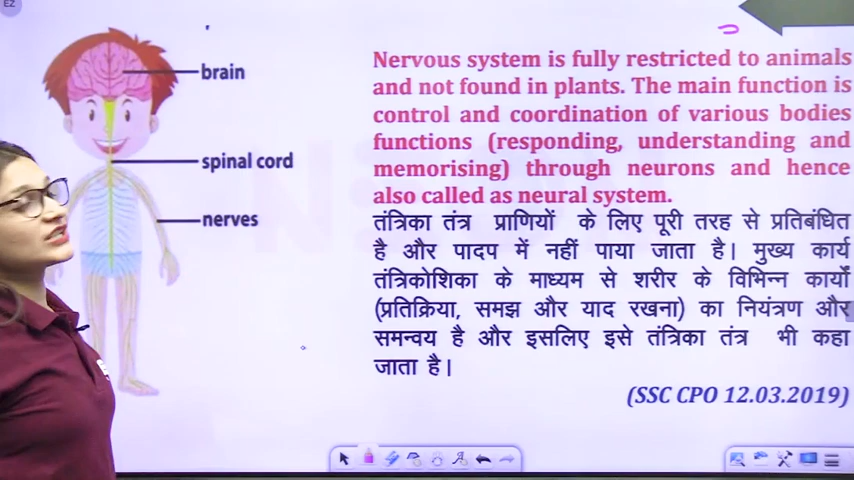 EZ
brain
spinal cord
nerves
Nervous system is fully restricted to animals
and not found in plants. The main function is
control and coordination of various bodies
functions (responding, understanding and
memorising) through neurons and hence
also called as neural system.
तंत्रिका तंत्र प्राणियों के लिए पूरी तरह से प्रतिबंधित
है और पादप में नहीं पाया जाता है। मुख्य कार्य
तंत्रिकोशिका के माध्यम से शरीर के विभिन्न कार्यों
(प्रतिक्रिया, समझ और याद रखना) का नियंत्रण और
समन्वय है और इसलिए इसे तंत्रिका तंत्र भी कहा
जाता है।
(SSC CPO 12.03.2019)